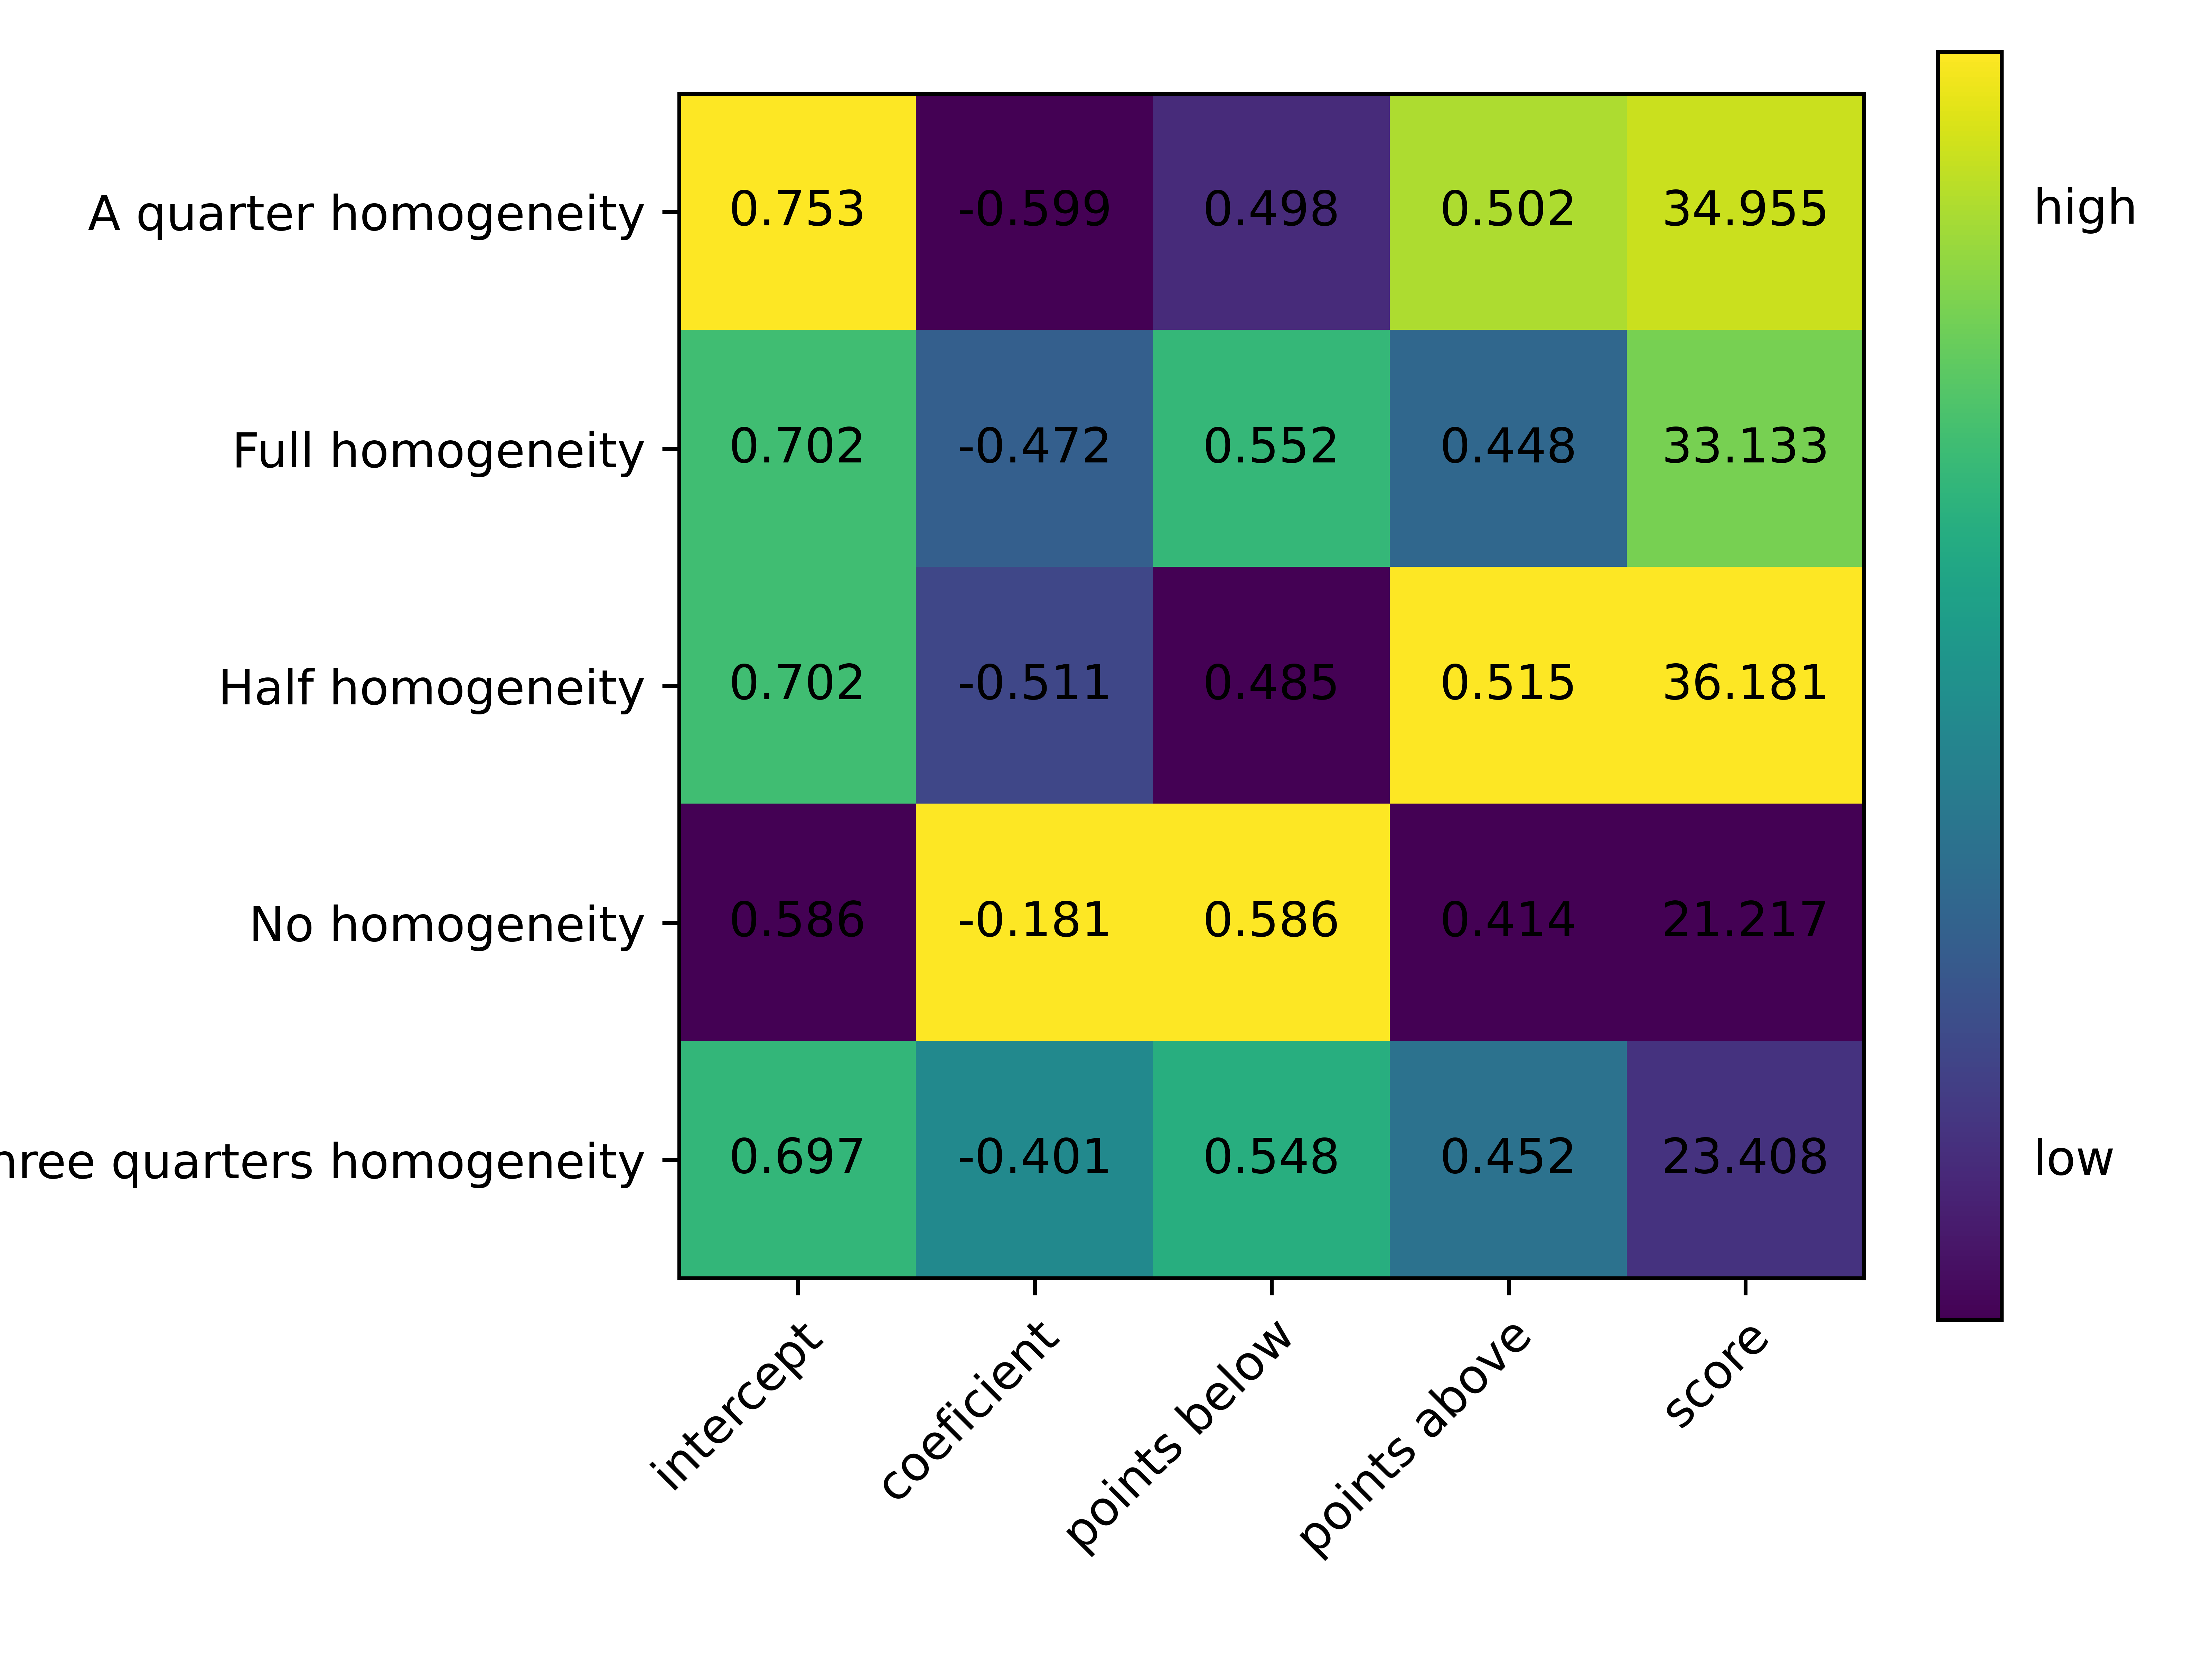 A quarter homogeneity 0.753 -0.599 0.498 0.502 34.955 high
Full homogeneity 0.702 -0.472 0.552 0.448 33.133
Half homogeneity 0.702 -0.511 0.485 0.515 36.181
No homogeneity 0.586 -0.181 0.586 0.414 21.217
hree quarters homogeneity 0.697 -0.401 0.548 0.452 23.408 low
intercept coeficient points below points above score